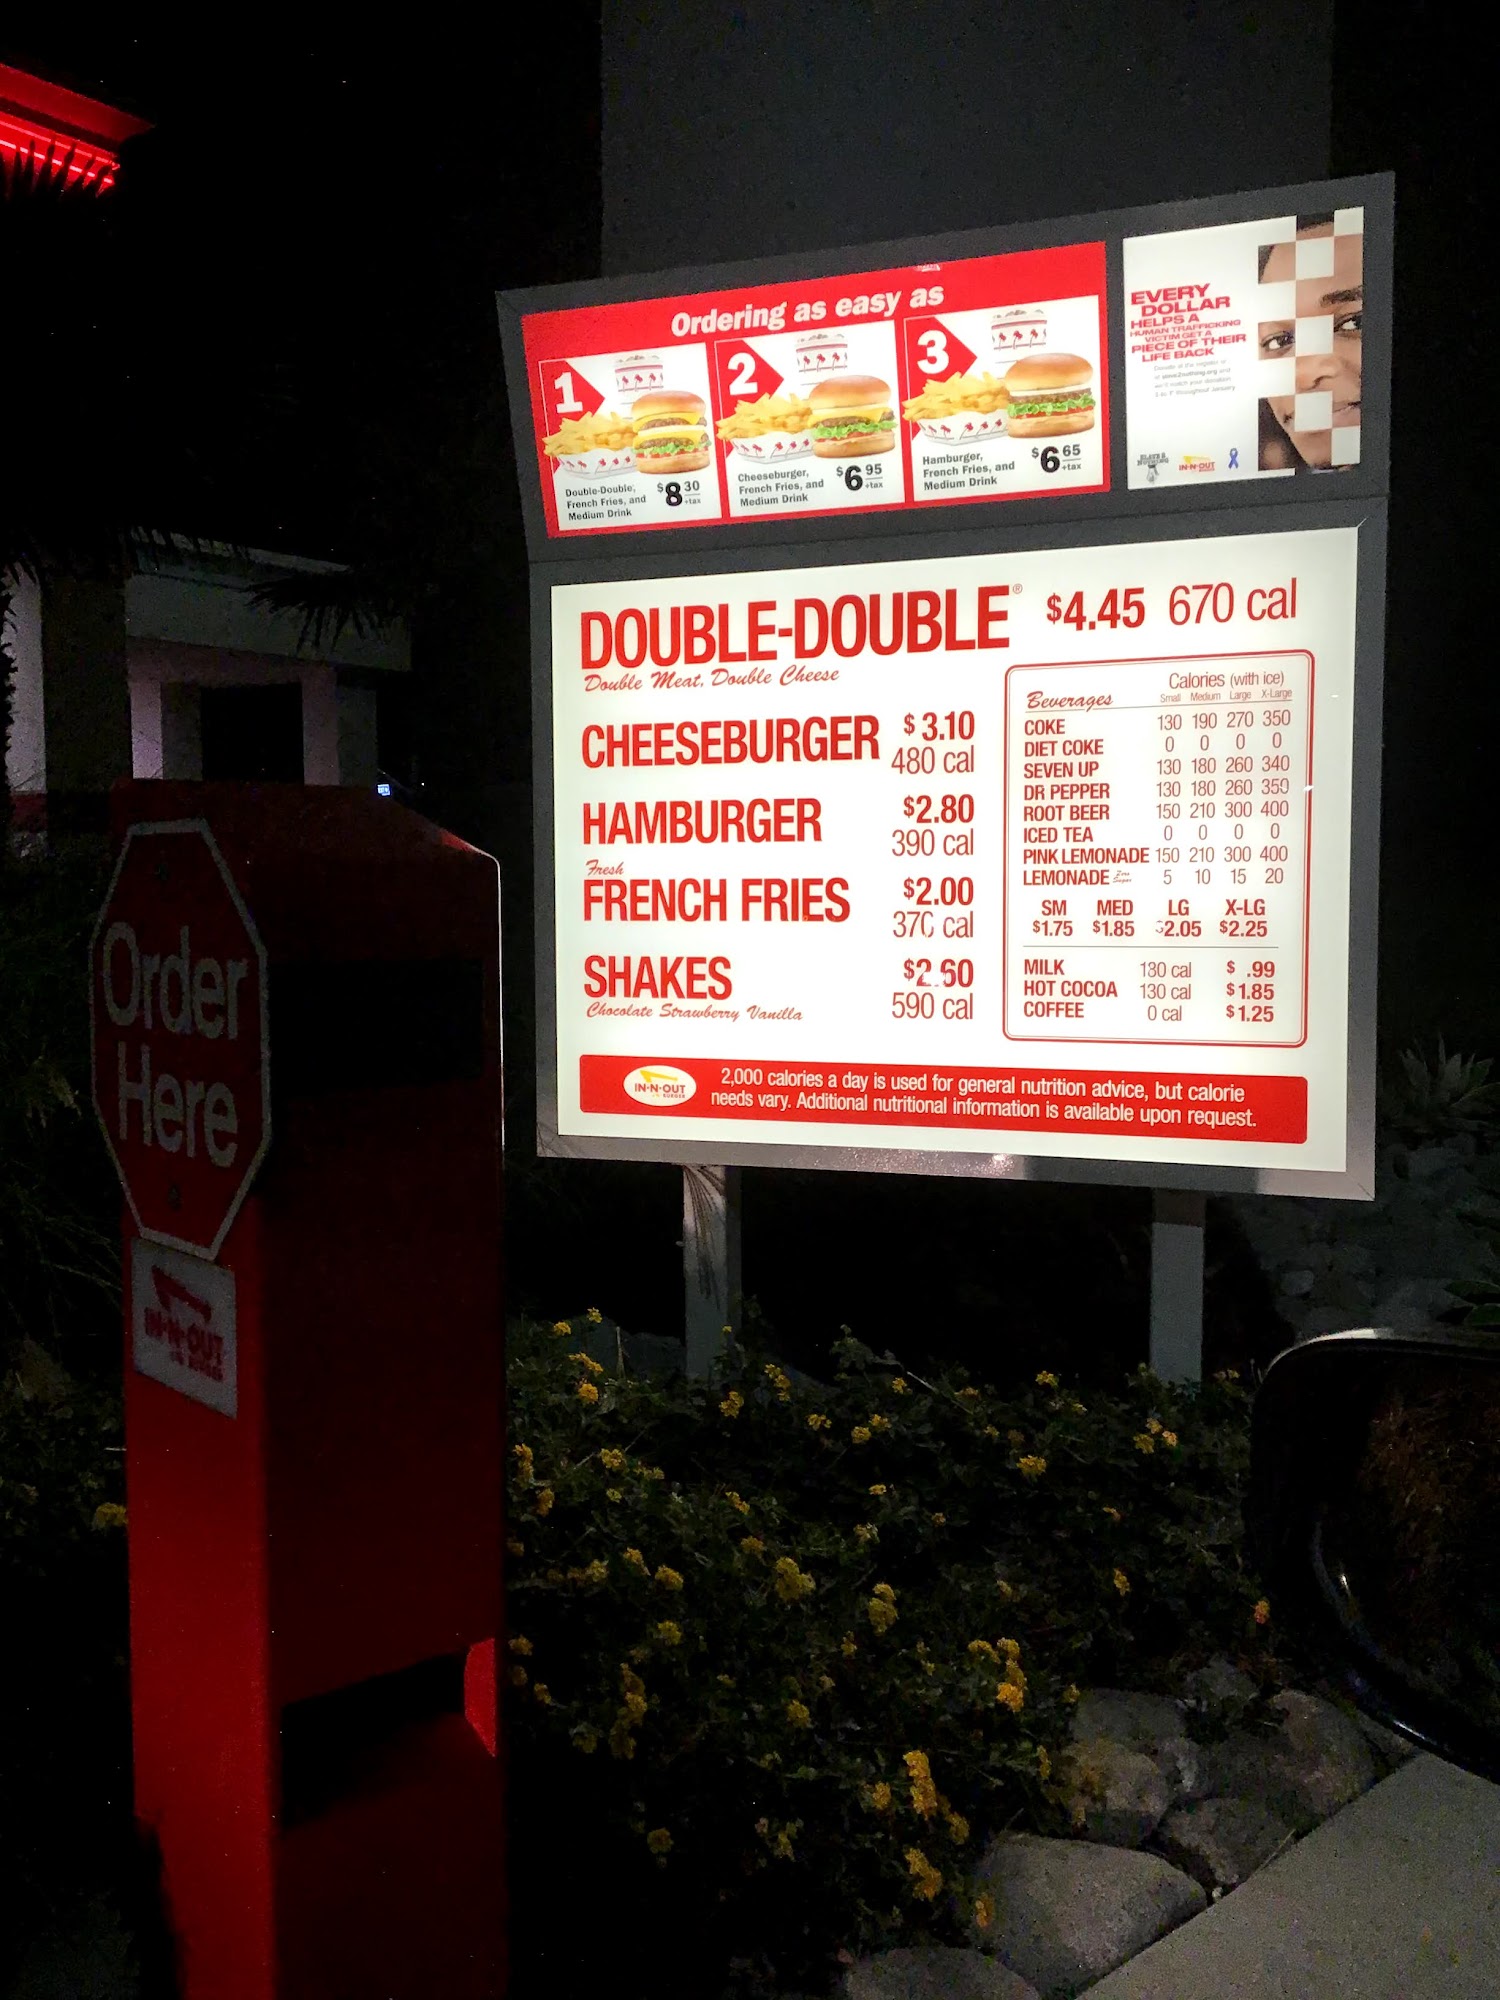 Ordering as easy as
1
Double-Double,
French Fries, and
Medium Drink
$8 30
+tax
2
Cheeseburger,
French Fries, and
Medium Drink
$6 95
+tax
3
Hamburger,
French Fries, and
Medium Drink
$6 65
+tax
EVERY
DOLLAR
HELPS A
HUMAN TRAFFICKING
VICTIM GET A
PIECE OF THEIR
LIFE BACK
IN-N-OUT
DOUBLE-DOUBLE® $4.45 670 cal
Double Meat, Double Cheese
CHEESEBURGER $3.10
480 cal
HAMBURGER $2.80
390 cal
Fresh
FRENCH FRIES $2.00
370 cal
SHAKES $2.60
Chocolate Strawberry Vanilla 590 cal
Calories (with ice)
Beverages Small Medium Large X-Large
COKE 130 190 270 350
DIET COKE 0 0 0 0
SEVEN UP 130 180 260 340
DR PEPPER 130 180 260 350
ROOT BEER 150 210 300 400
ICED TEA 0 0 0 0
PINK LEMONADE 150 210 300 400
LEMONADE Zero Sugar 5 10 15 20
SM MED LG X-LG
$1.75 $1.85 $2.05 $2.25
MILK 130 cal $ .99
HOT COCOA 130 cal $1.85
COFFEE 0 cal $1.25
IN-N-OUT
BURGER
2,000 calories a day is used for general nutrition advice, but calorie
needs vary. Additional nutritional information is available upon request.
Order
Here
IN-N-OUT